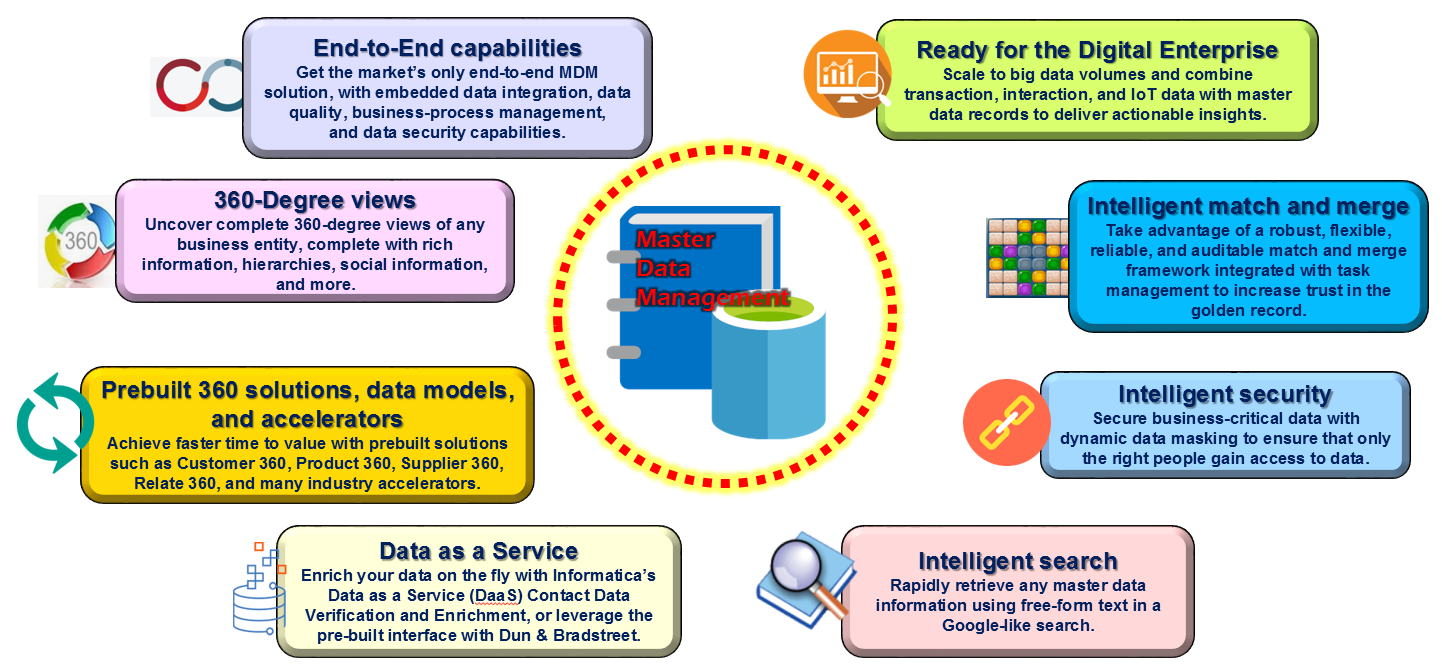 End-to-End capabilities
Get the market's only end-to-end MDM
solution, with embedded data integration, data
quality, business-process management,
and data security capabilities.
Ready for the Digital Enterprise
Scale to big data volumes and combine
transaction, interaction, and IoT data with master
data records to deliver actionable insights.
360
360-Degree views
Uncover complete 360-degree views of any
business entity, complete with rich
information, hierarchies, social information,
and more.
Master
Data
Management
Intelligent match and merge
Take advantage of a robust, flexible,
reliable, and auditable match and merge
framework integrated with task
management to increase trust in the
golden record.
Prebuilt 360 solutions, data models,
and accelerators
Achieve faster time to value with prebuilt solutions
such as Customer 360, Product 360, Supplier 360,
Relate 360, and many industry accelerators.
Intelligent security
Secure business-critical data with
dynamic data masking to ensure that only
the right people gain access to data.
Data as a Service
Enrich your data on the fly with Informatica's
Data as a Service (DaaS) Contact Data
Verification and Enrichment, or leverage the
pre-built interface with Dun & Bradstreet.
Intelligent search
Rapidly retrieve any master data
information using free-form text in a
Google-like search.